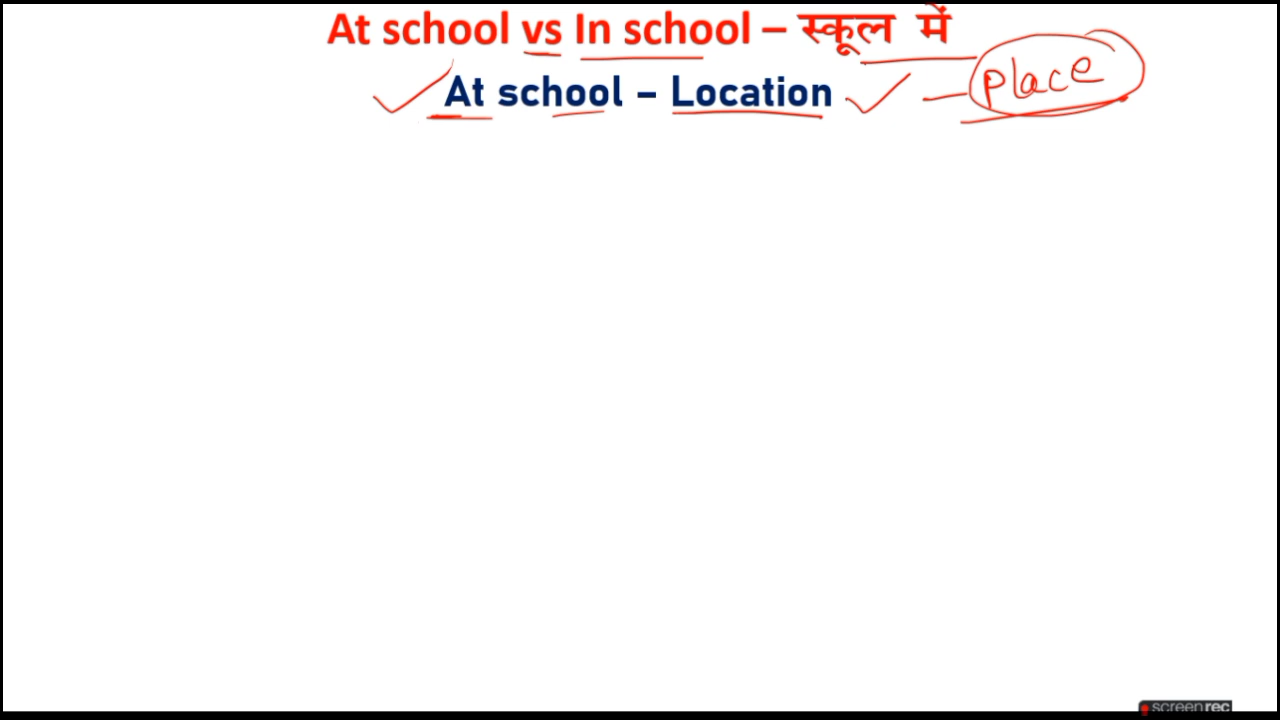 At school vs In school – स्कूल में
At school – Location – place
screenrec